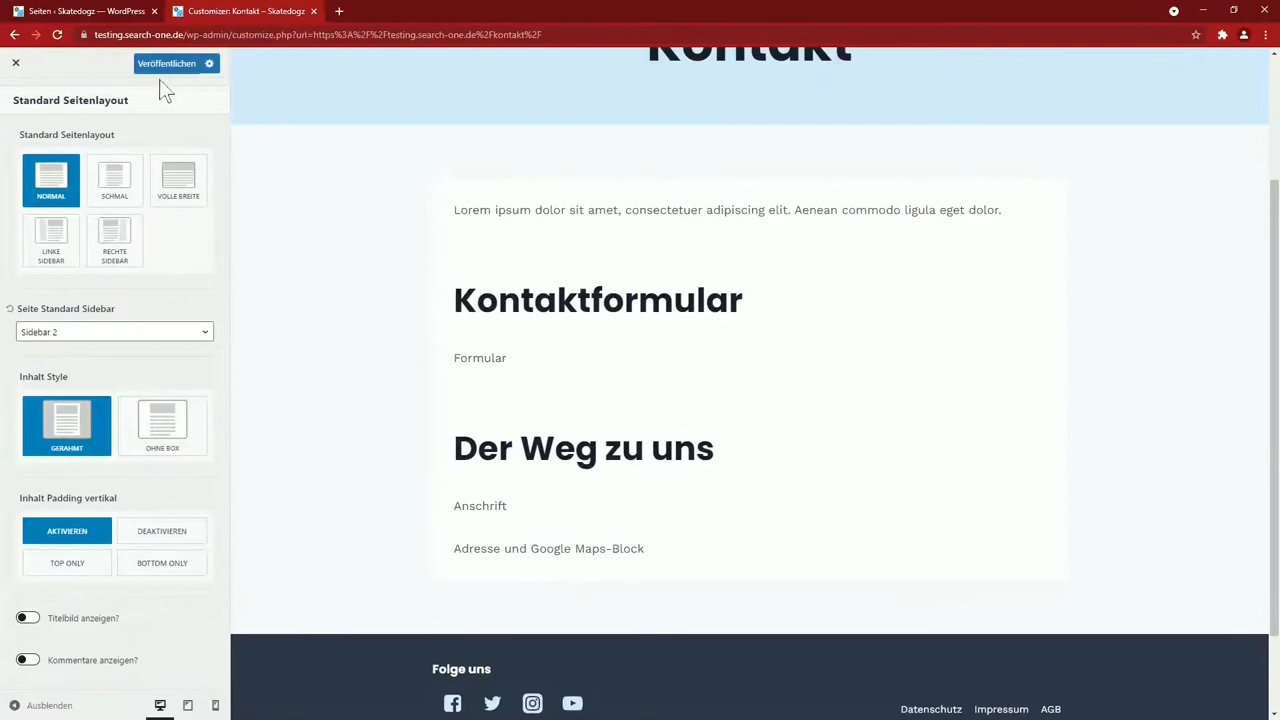 Seiten ‹ Skatedogz — WordPress
Customizer: Kontakt – Skatedogz
testing.search-one.de/wp-admin/customize.php?url=https%3A%2F%2Ftesting.search-one.de%2Fkontakt%2F
Veröffentlichen
Standard Seitenlayout
Standard Seitenlayout
NORMAL
SCHMAL
VOLLE BREITE
LINKE
SIDEBAR
RECHTE
SIDEBAR
Seite Standard Sidebar
Sidebar 2
Inhalt Style
GERAHMT
OHNE BOX
Inhalt Padding vertikal
AKTIVIEREN
DEAKTIVIEREN
TOP ONLY
BOTTOM ONLY
Titelbild anzeigen?
Kommentare anzeigen?
Ausblenden
Kontakt
Lorem ipsum dolor sit amet, consectetuer adipiscing elit. Aenean commodo ligula eget dolor.
Kontaktformular
Formular
Der Weg zu uns
Anschrift
Adresse und Google Maps-Block
Folge uns
Datenschutz Impressum AGB